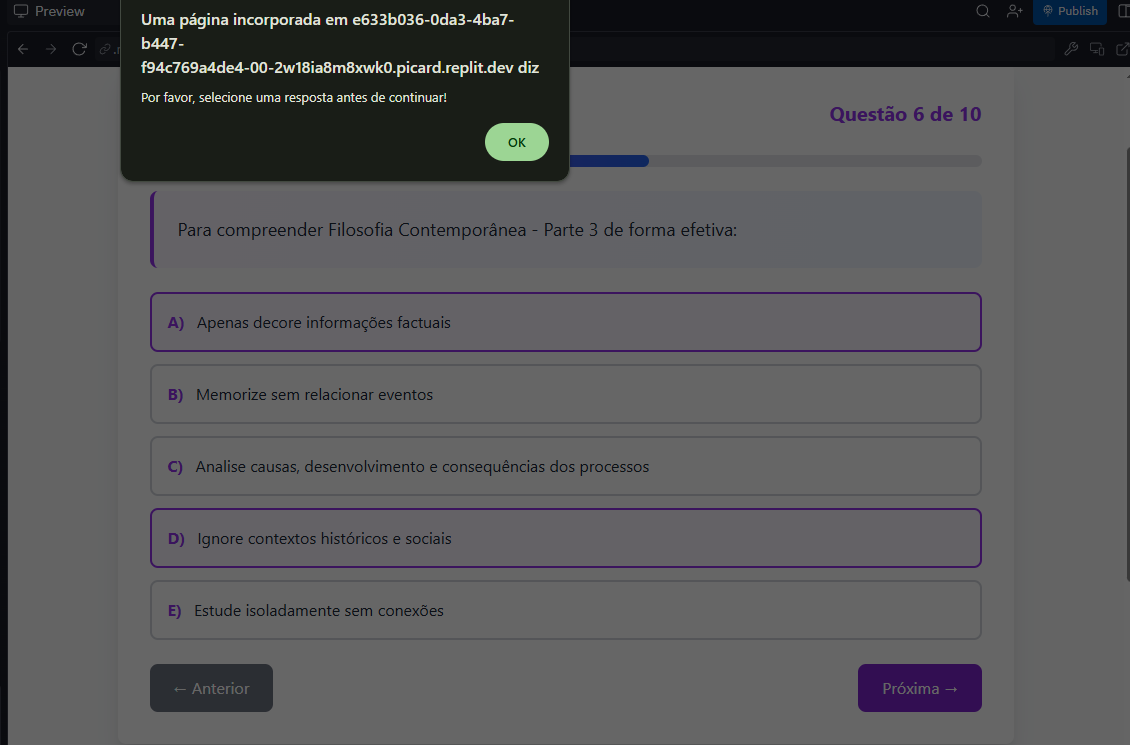 Preview
Publish
Uma página incorporada em e633b036-0da3-4ba7-
b447-
f94c769a4de4-00-2w18ia8m8xwk0.picard.replit.dev diz
Por favor, selecione uma resposta antes de continuar!
OK
Questão 6 de 10
Para compreender Filosofia Contemporânea - Parte 3 de forma efetiva:
A) Apenas decore informações factuais
B) Memorize sem relacionar eventos
C) Analise causas, desenvolvimento e consequências dos processos
D) Ignore contextos históricos e sociais
E) Estude isoladamente sem conexões
← Anterior
Próxima →